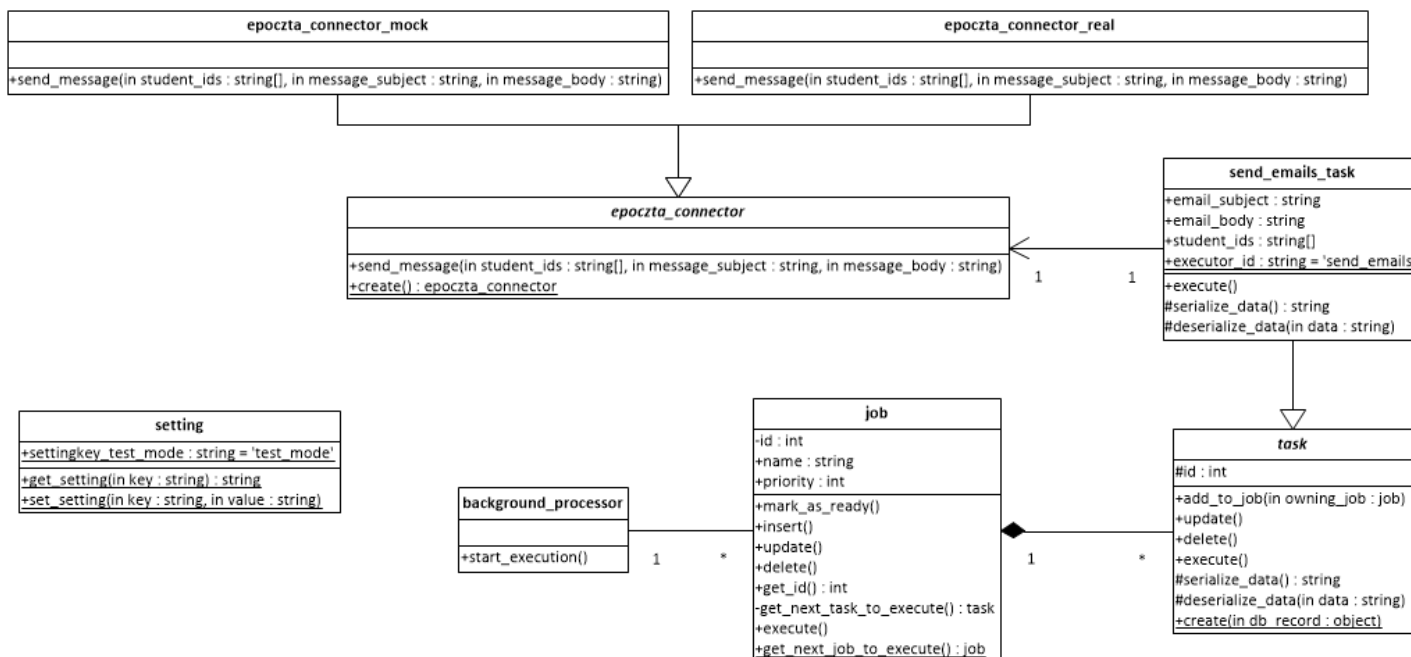 epoczta_connector_mock
+send_message(in student_ids : string[], in message_subject : string, in message_body : string)
epoczta_connector_real
+send_message(in student_ids : string[], in message_subject : string, in message_body : string)
epoczta_connector
+send_message(in student_ids : string[], in message_subject : string, in message_body : string)
+create() : epoczta_connector
1
1
send_emails_task
+email_subject : string
+email_body : string
+student_ids : string[]
+executor_id : string = 'send_emails
+execute()
#serialize_data() : string
#deserialize_data(in data : string)
setting
+settingkey_test_mode : string = 'test_mode'
+get_setting(in key : string) : string
+set_setting(in key : string, in value : string)
background_processor
+start_execution()
1
*
job
-id : int
+name : string
+priority : int
+mark_as_ready()
+insert()
+update()
+delete()
+get_id() : int
-get_next_task_to_execute() : task
+execute()
+get_next_job_to_execute() : job
1
*
task
#id : int
+add_to_job(in owning_job : job)
+update()
+delete()
+execute()
#serialize_data() : string
#deserialize_data(in data : string)
+create(in db_record : object)